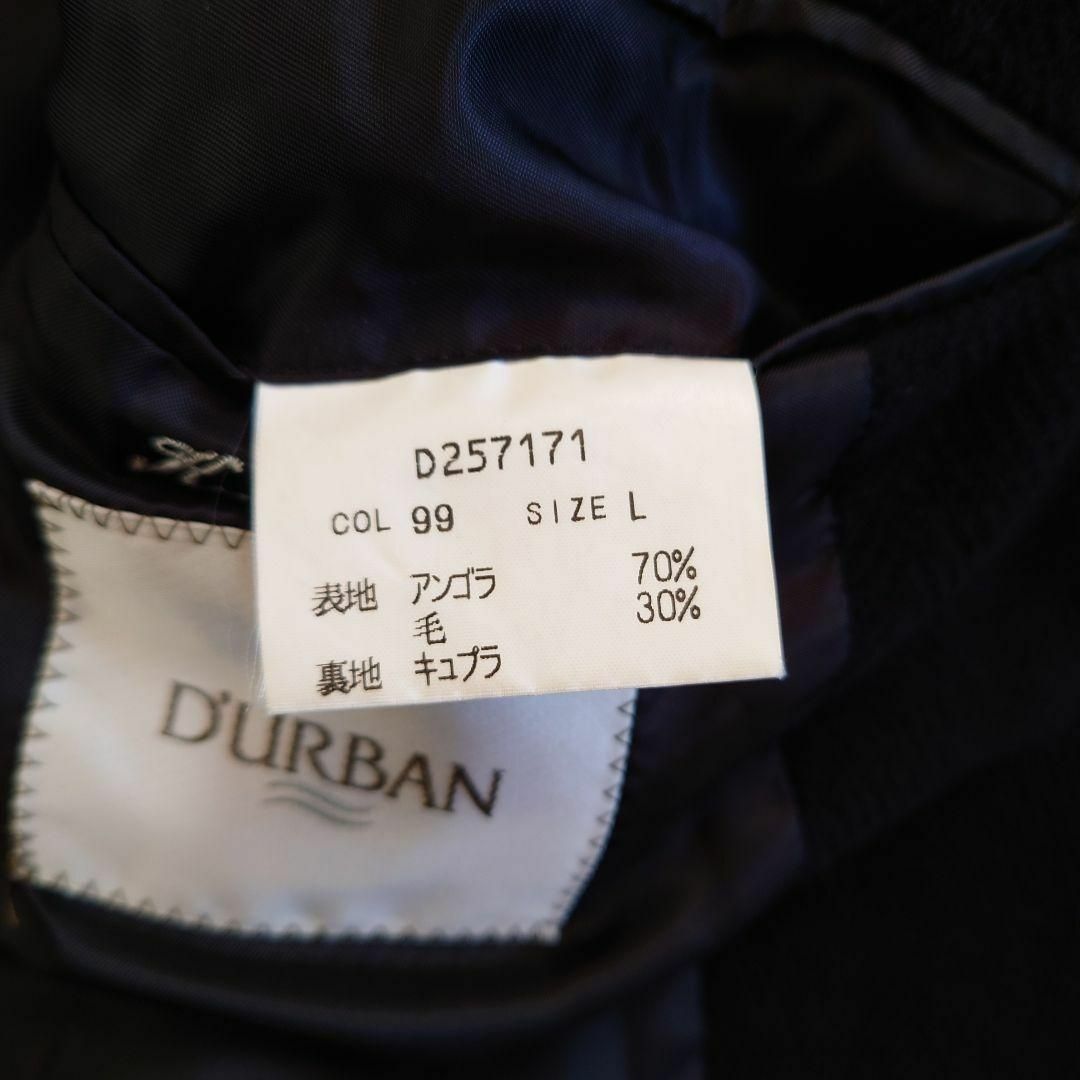 D257171
COL 99 SIZE L
表地 アンゴラ 70%
毛 30%
裏地 キュプラ
D'URBAN